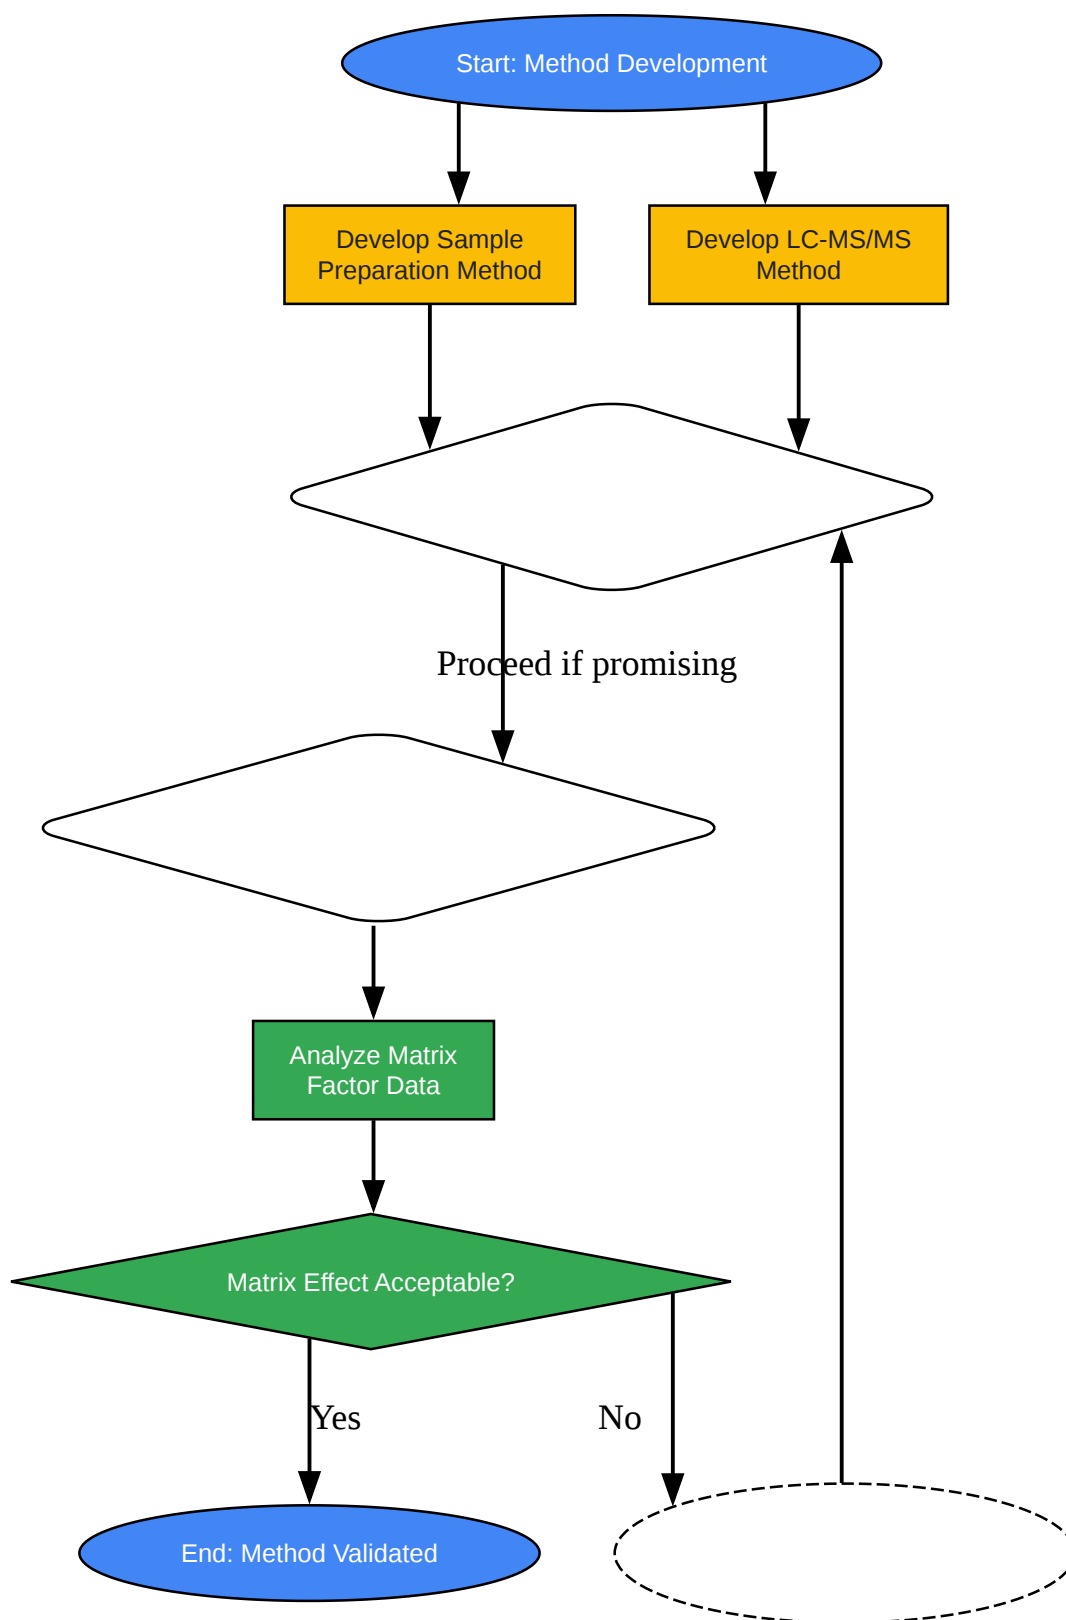 Start: Method Development
Develop Sample
Preparation Method
Develop LC-MS/MS
Method
Proceed if promising
Analyze Matrix
Factor Data
Matrix Effect Acceptable?
Yes
No
End: Method Validated